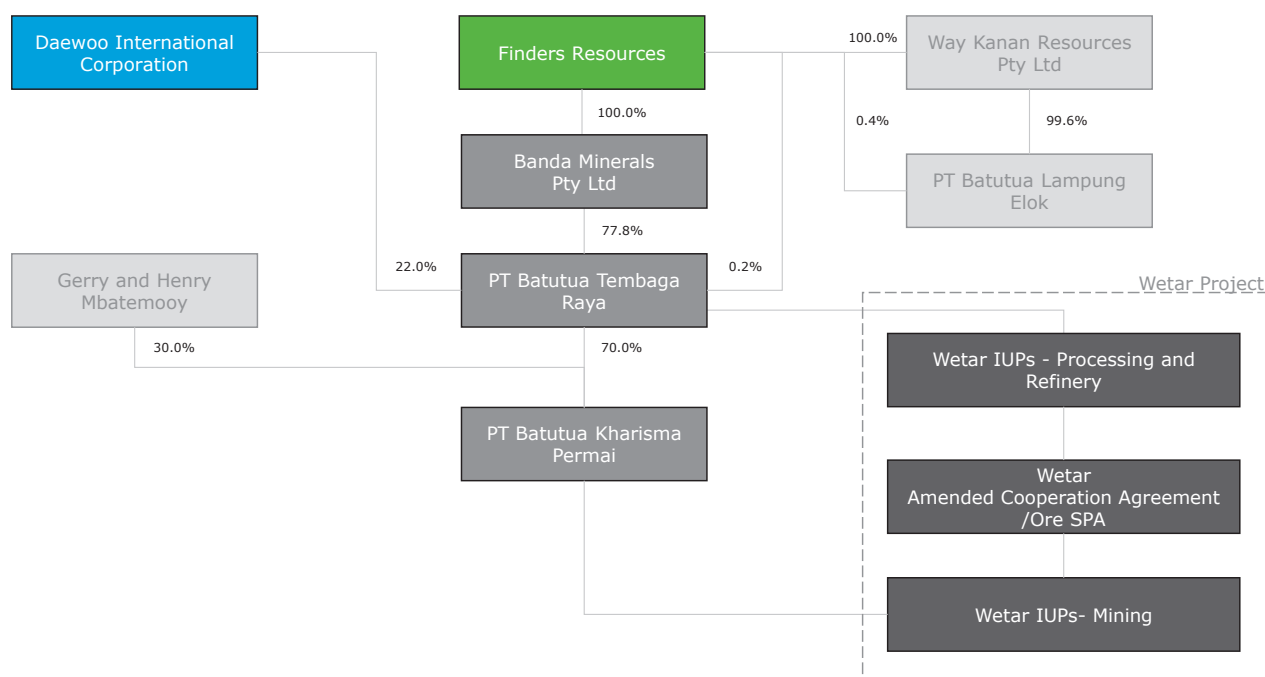 Daewoo International
Corporation
Finders Resources
100.0%
Way Kanan Resources
Pty Ltd
100.0%
0.4%
99.6%
Banda Minerals
Pty Ltd
PT Batutua Lampung
Elok
77.8%
Gerry and Henry
Mbatemooy
22.0%
PT Batutua Tembaga
Raya
0.2%
Wetar Project
30.0%
70.0%
Wetar IUPs - Processing and
Refinery
PT Batutua Kharisma
Permai
Wetar
Amended Cooperation Agreement
/Ore SPA
Wetar IUPs- Mining